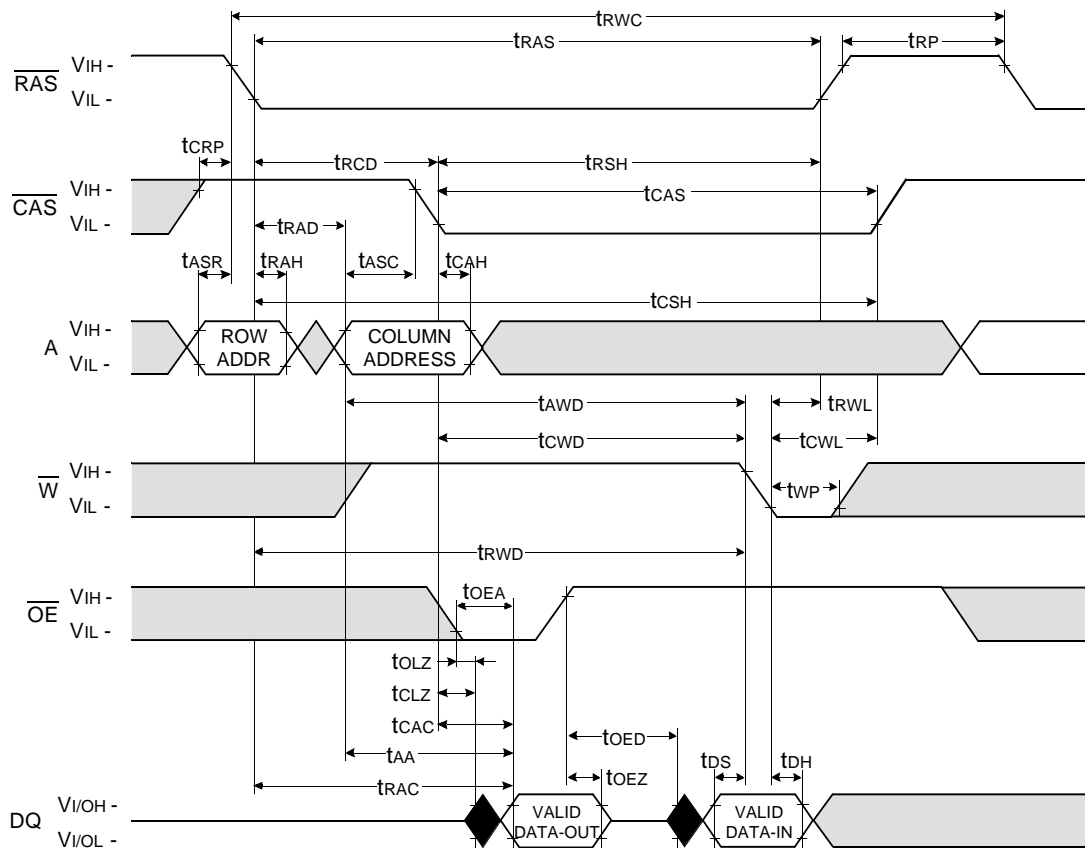 tRWC
tRAS
tRP
RAS
VIH -
VIL -
tCRP
tRCD
tRSH
CAS
VIH -
VIL -
tCAS
tRAD
tASR
tRAH
tASC
tCAH
tCSH
A
VIH -
VIL -
ROW
ADDR
COLUMN
ADDRESS
tAWD
tRWL
tCWD
tCWL
W
VIH -
VIL -
tWP
tRWD
OE
VIH -
VIL -
tOEA
tOLZ
tCLZ
tCAC
tOED
tAA
tOEZ
tDS
tDH
tRAC
DQ
VI/OH -
VI/OL -
VALID
DATA-OUT
VALID
DATA-IN